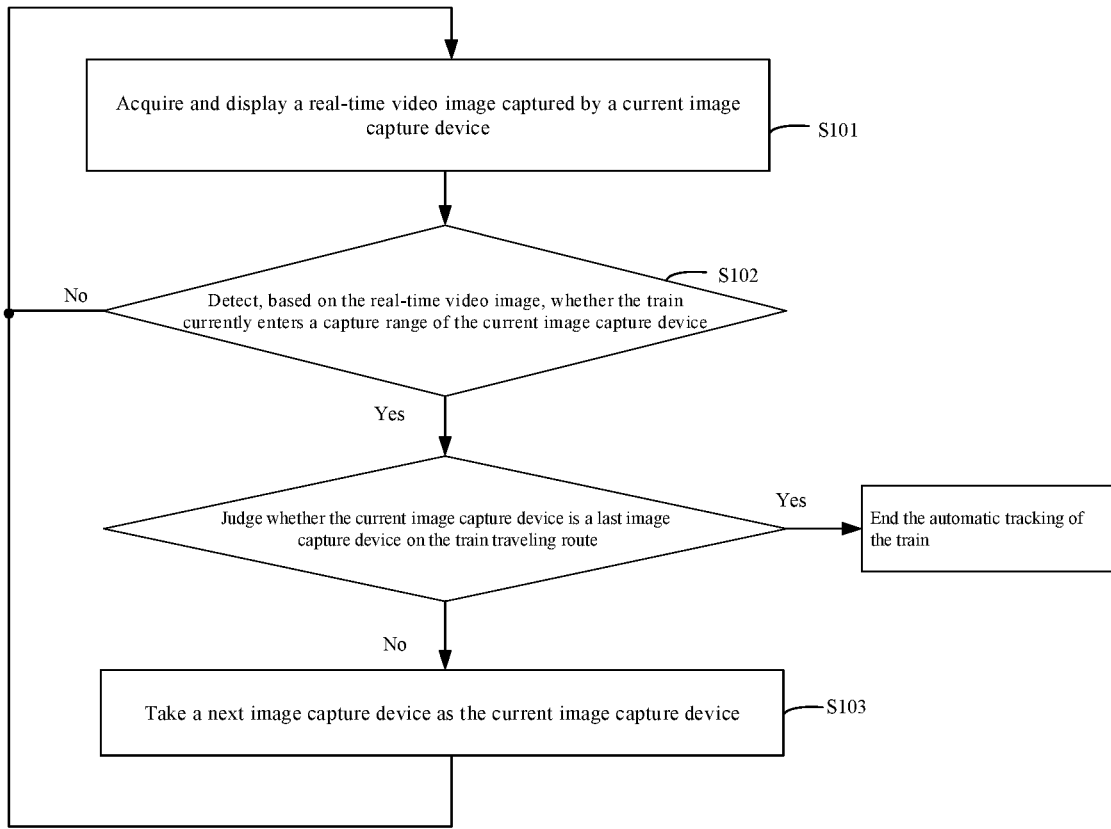 Acquire and display a real-time video image captured by a current image
capture device
S101
S102
No
Detect, based on the real-time video image, whether the train
currently enters a capture range of the current image capture device
Yes
Judge whether the current image capture device is a last image
capture device on the train traveling route
Yes
End the automatic tracking of
the train
No
Take a next image capture device as the current image capture device
S103